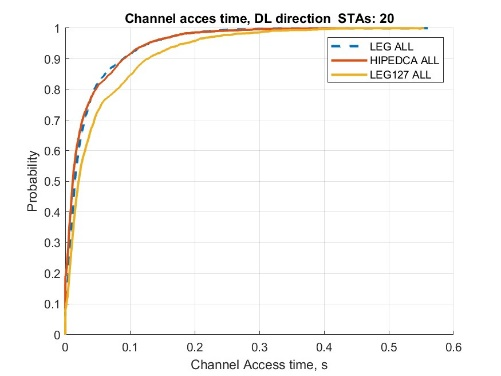 Channel acces time, DL direction  STAs: 20
LEG ALL
HIPEDCA ALL
LEG127 ALL
Probability
1
0.9
0.8
0.7
0.6
0.5
0.4
0.3
0.2
0.1
0
0 0.1 0.2 0.3 0.4 0.5 0.6
Channel Access time, s